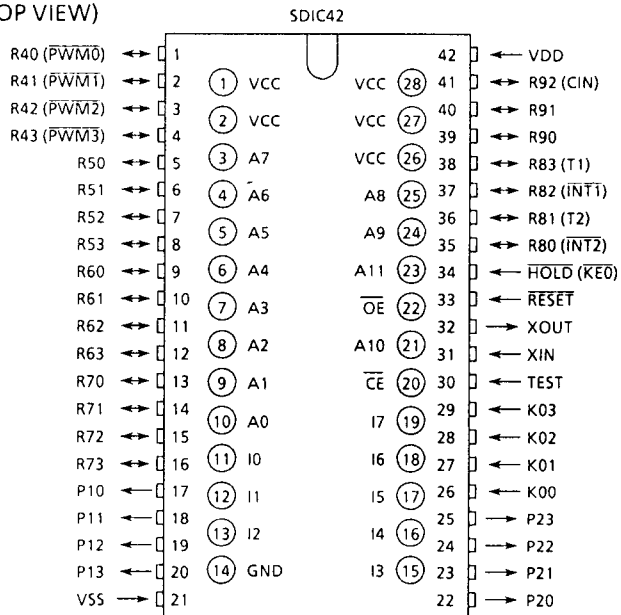 (TOP VIEW) SDIC42
R40 (PWM0) 1 42 VDD
R41 (PWM1) 2 1 VCC VCC 28 41 R92 (CIN)
R42 (PWM2) 3 2 VCC VCC 27 40 R91
R43 (PWM3) 4 39 R90
R50 5 3 A7 VCC 26 38 R83 (T1)
R51 6 4 A6 A8 25 37 R82 (INT1)
R52 7 5 A5 A9 24 36 R81 (T2)
R53 8 35 R80 (INT2)
R60 9 6 A4 A11 23 34 HOLD (KE0)
R61 10 7 A3 OE 22 33 RESET
R62 11 32 XOUT
R63 12 8 A2 A10 21 31 XIN
R70 13 9 A1 CE 20 30 TEST
R71 14 10 A0 I7 19 29 K03
R72 15 28 K02
R73 16 11 I0 I6 18 27 K01
P10 17 12 I1 I5 17 26 K00
P11 18 25 P23
P12 19 13 I2 I4 16 24 P22
P13 20 14 GND I3 15 23 P21
VSS 21 22 P20